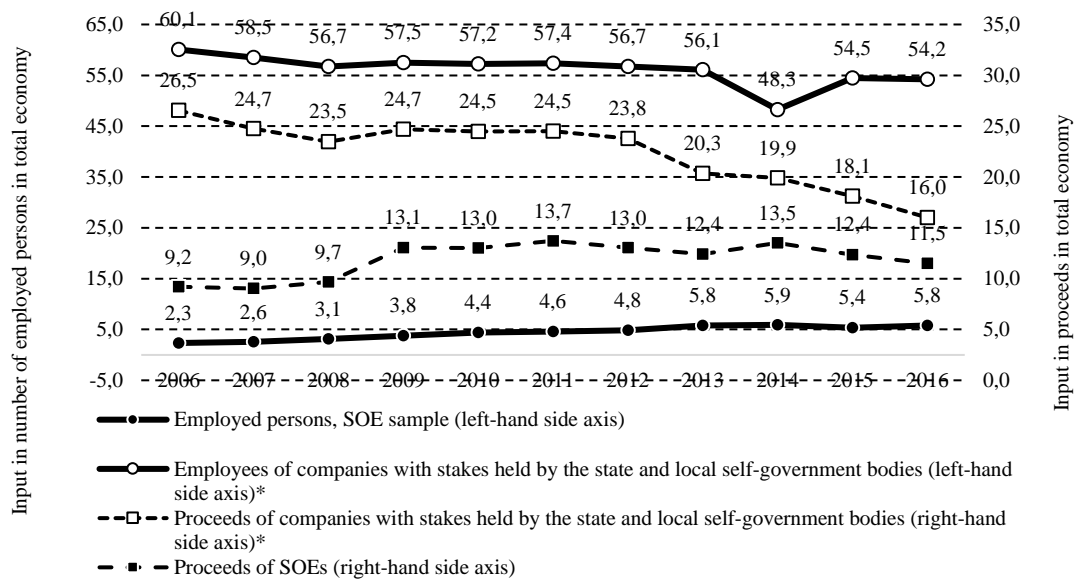 65,0
55,0
45,0
35,0
25,0
15,0
5,0
-5,0
Input in number of employed persons in total economy
60,1 58,5 56,7 57,5 57,2 57,4 56,7 56,1 48,3 54,5 54,2
26,5 24,7 23,5 24,7 24,5 24,5 23,8 20,3 19,9 18,1 16,0
9,2 9,0 9,7 13,1 13,0 13,7 13,0 12,4 13,5 12,4 11,5
2,3 2,6 3,1 3,8 4,4 4,6 4,8 5,8 5,9 5,4 5,8
2006 2007 2008 2009 2010 2011 2012 2013 2014 2015 2016
35,0
30,0
25,0
20,0
15,0
10,0
5,0
0,0
Input in proceeds in total economy
Employed persons, SOE sample (left-hand side axis)
Employees of companies with stakes held by the state and local self-government bodies (left-hand
side axis)*
Proceeds of companies with stakes held by the state and local self-government bodies (right-hand
side axis)*
Proceeds of SOEs (right-hand side axis)